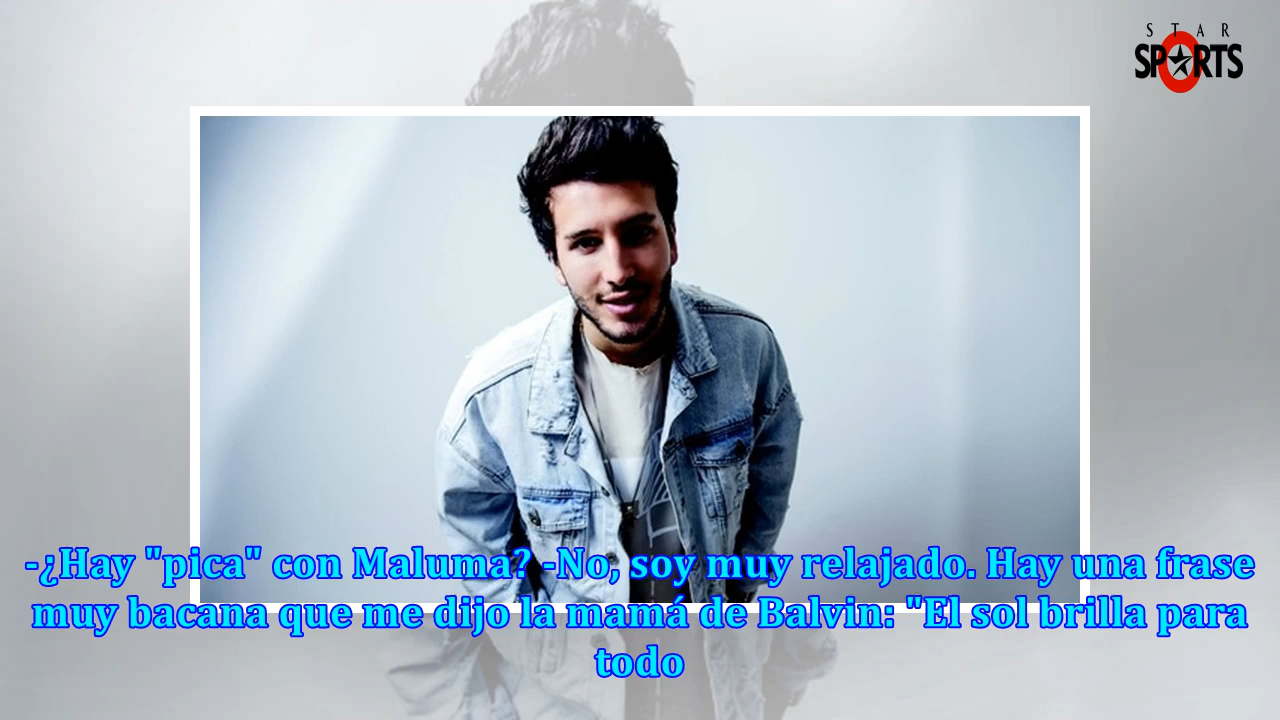 STAR
SPORTS
-¿Hay "pica" con Maluma? -No, soy muy relajado. Hay una frase
muy bacana que me dijo la mamá de Balvin: "El sol brilla para
todo